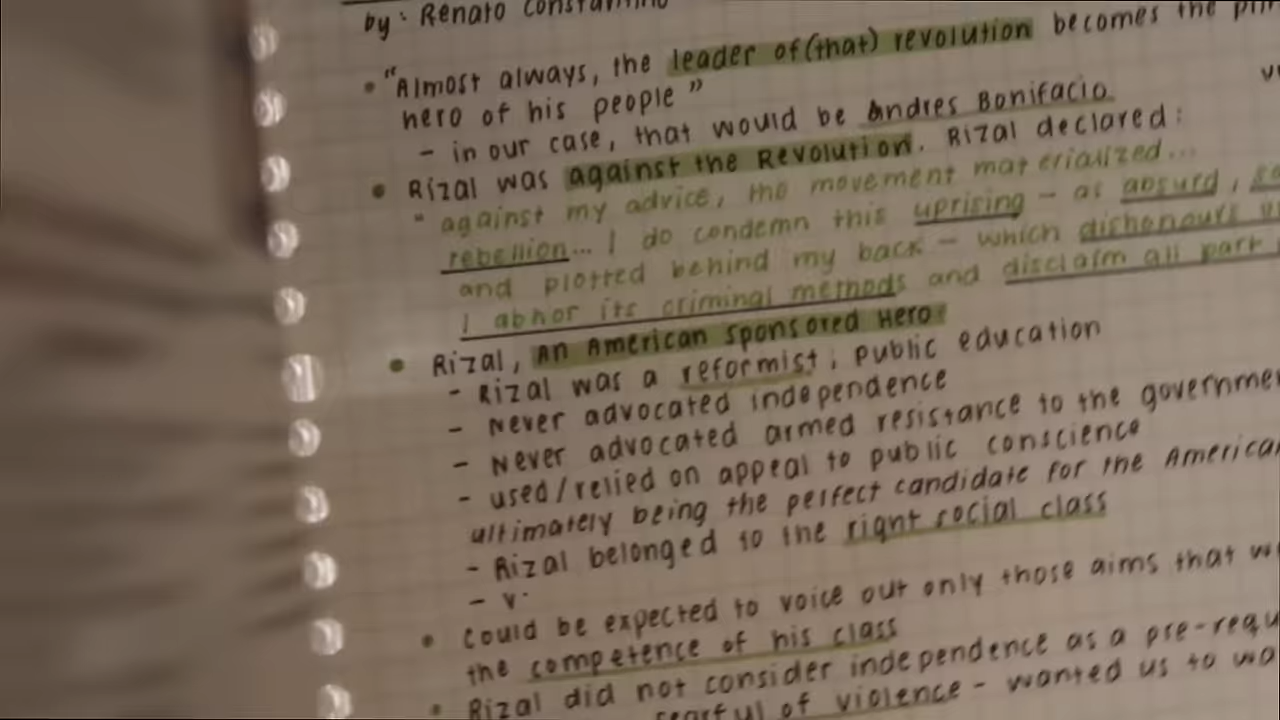 by: Renato Constantino
• "Almost always, the leader of (that) revolution becomes the
hero of his people"
- in our case, that would be Andres Bonifacio
• Rizal was against the Revolution. Rizal declared:
" against my advice, the movement materialized...
rebellion... I do condemn this uprising - as absurd,
and plotted behind my back - which dishonours
I abhor its criminal methods and disclaim all part
• Rizal, an American Sponsored Hero
- Rizal was a reformist; public education
- Never advocated independence
- Never advocated armed resistance to the
- used/relied on appeal to public conscience
ultimately being the perfect candidate for the
- Rizal belonged to the right social class
- v.
• could be expected to voice out only those aims that
the competence of his class
• Rizal did not consider independence as a
of violence - wanted us to